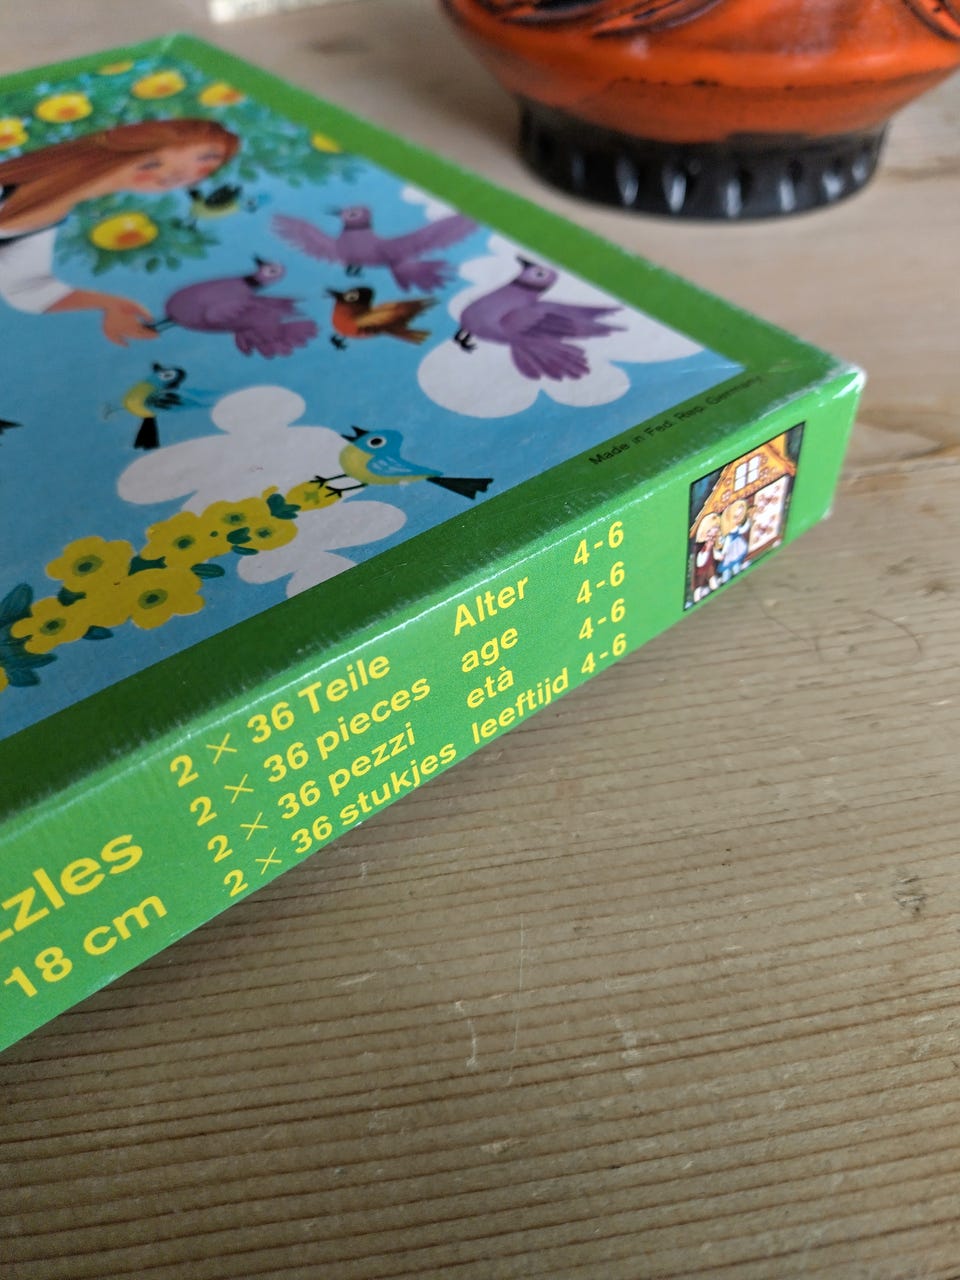 Made in Fed. Rep. Germany
2 × 36 Teile Alter 4-6
2 × 36 pieces age 4-6
2 × 36 pezzi età 4-6
2 × 36 stukjes leeftijd 4-6
zzles
18 cm